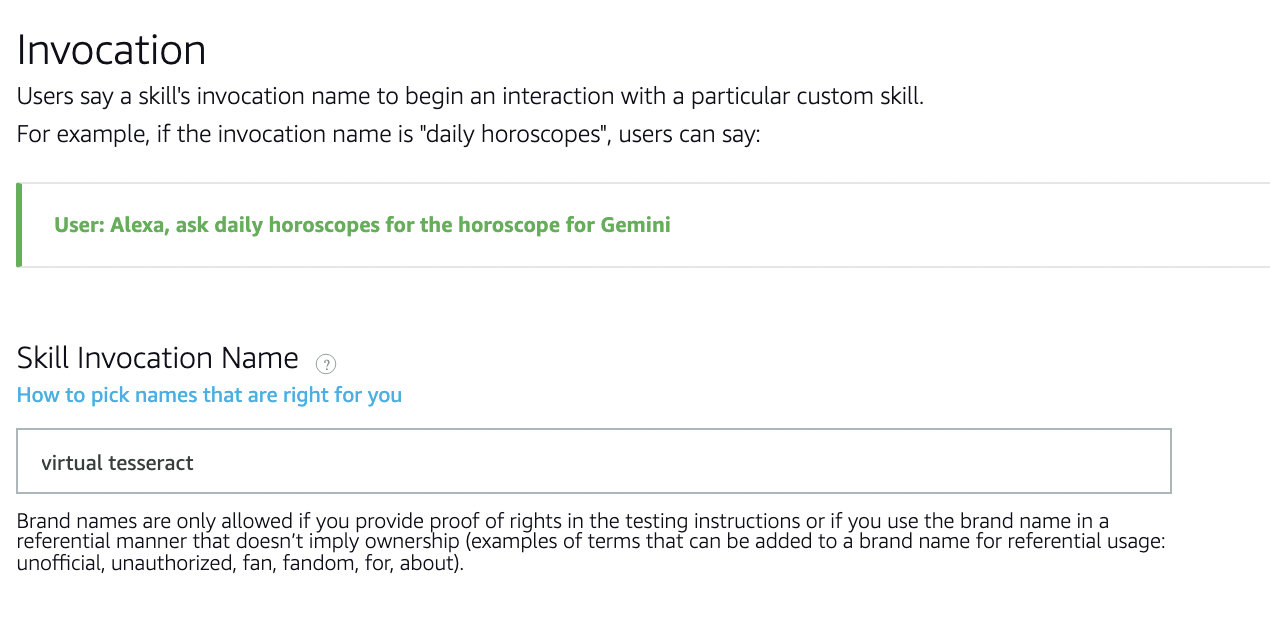 Invocation
Users say a skill's invocation name to begin an interaction with a particular custom skill.
For example, if the invocation name is "daily horoscopes", users can say:
User: Alexa, ask daily horoscopes for the horoscope for Gemini
Skill Invocation Name ?
How to pick names that are right for you
virtual tesseract
Brand names are only allowed if you provide proof of rights in the testing instructions or if you use the brand name in a
referential manner that doesn’t imply ownership (examples of terms that can be added to a brand name for referential usage:
unofficial, unauthorized, fan, fandom, for, about).